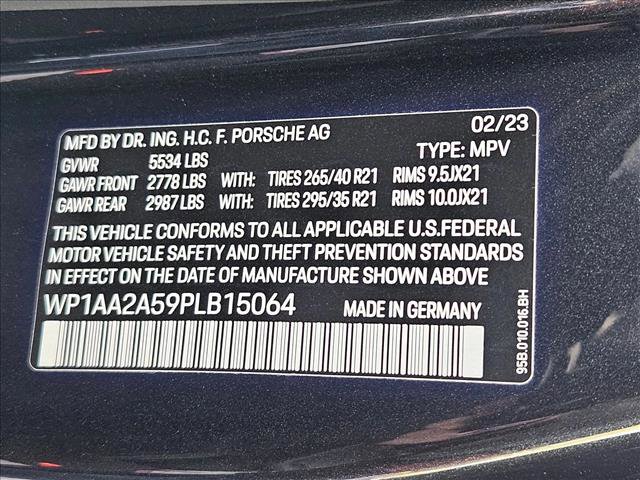 MFD BY DR. ING. H.C. F. PORSCHE AG 02/23
GVWR 5534 LBS TYPE: MPV
GAWR FRONT 2778 LBS WITH: TIRES 265/40 R21 RIMS 9.5JX21
GAWR REAR 2987 LBS WITH: TIRES 295/35 R21 RIMS 10.0JX21
THIS VEHICLE CONFORMS TO ALL APPLICABLE U.S.FEDERAL
MOTOR VEHICLE SAFETY AND THEFT PREVENTION STANDARDS
IN EFFECT ON THE DATE OF MANUFACTURE SHOWN ABOVE
WP1AA2A59PLB15064 MADE IN GERMANY
95B.010.016.BH